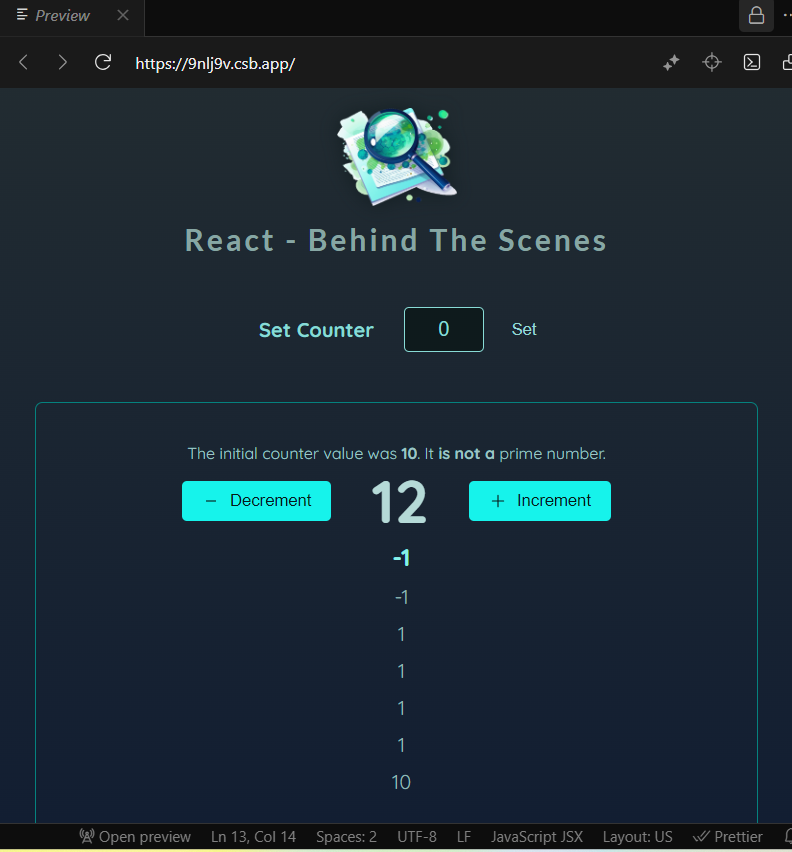 Preview
https://9nlj9v.csb.app/
React - Behind The Scenes
Set Counter 0 Set
The initial counter value was 10. It is not a prime number.
− Decrement 12 + Increment
-1
-1
1
1
1
1
10
Open preview Ln 13, Col 14 Spaces: 2 UTF-8 LF JavaScript JSX Layout: US Prettier